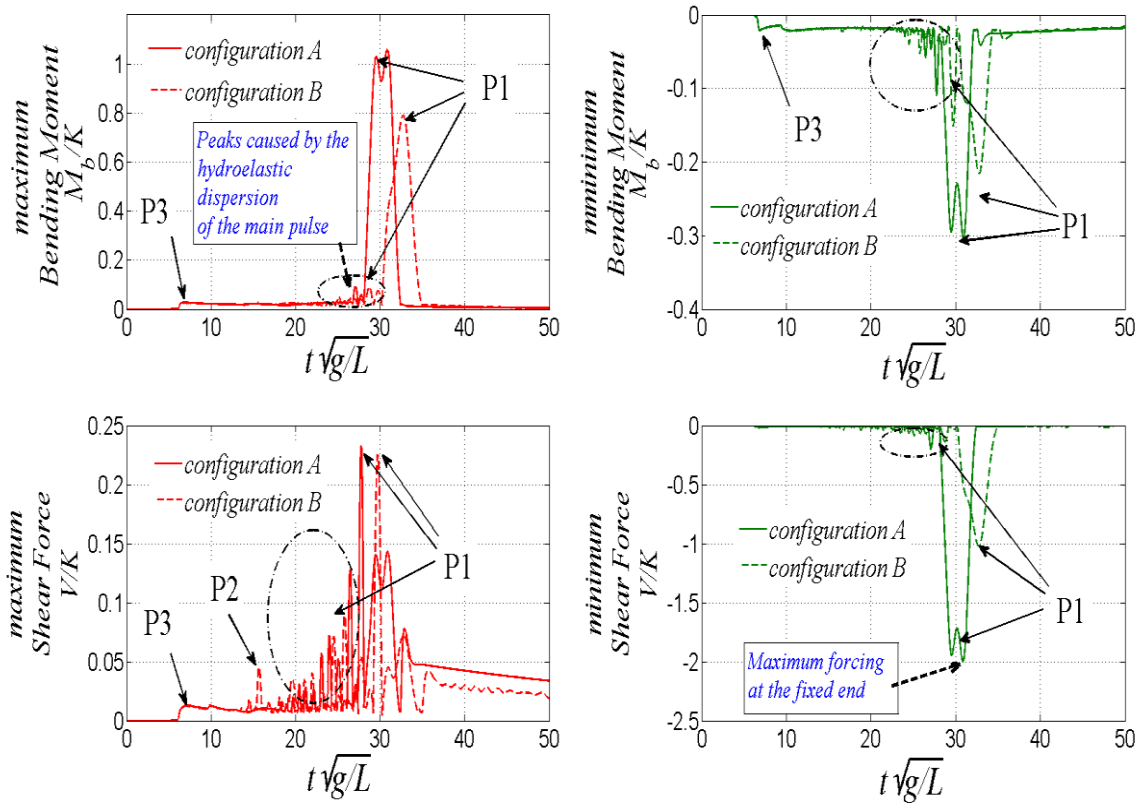 maximum
Bending Moment
M_b/K
1
0.8
0.6
0.4
0.2
0
configuration A
configuration B
Peaks caused by the
hydroelastic
dispersion
of the main pulse
P1
P3
0 10 20 30 40 50
t √g/L
mminimum
Bending Moment
M_b/K
0
-0.1
-0.2
-0.3
-0.4
P3
configuration A
configuration B
P1
0 10 20 30 40 50
t √g/L
maximum
Shear Force
V/K
0.25
0.2
0.15
0.1
0.05
0
configuration A
configuration B
P1
P2
P3
0 10 20 30 40 50
t √g/L
minimum
Shear Force
V/K
0
-0.5
-1
-1.5
-2
-2.5
configuration A
configuration B
P1
Maximum forcing
at the fixed end
0 10 20 30 40 50
t √g/L